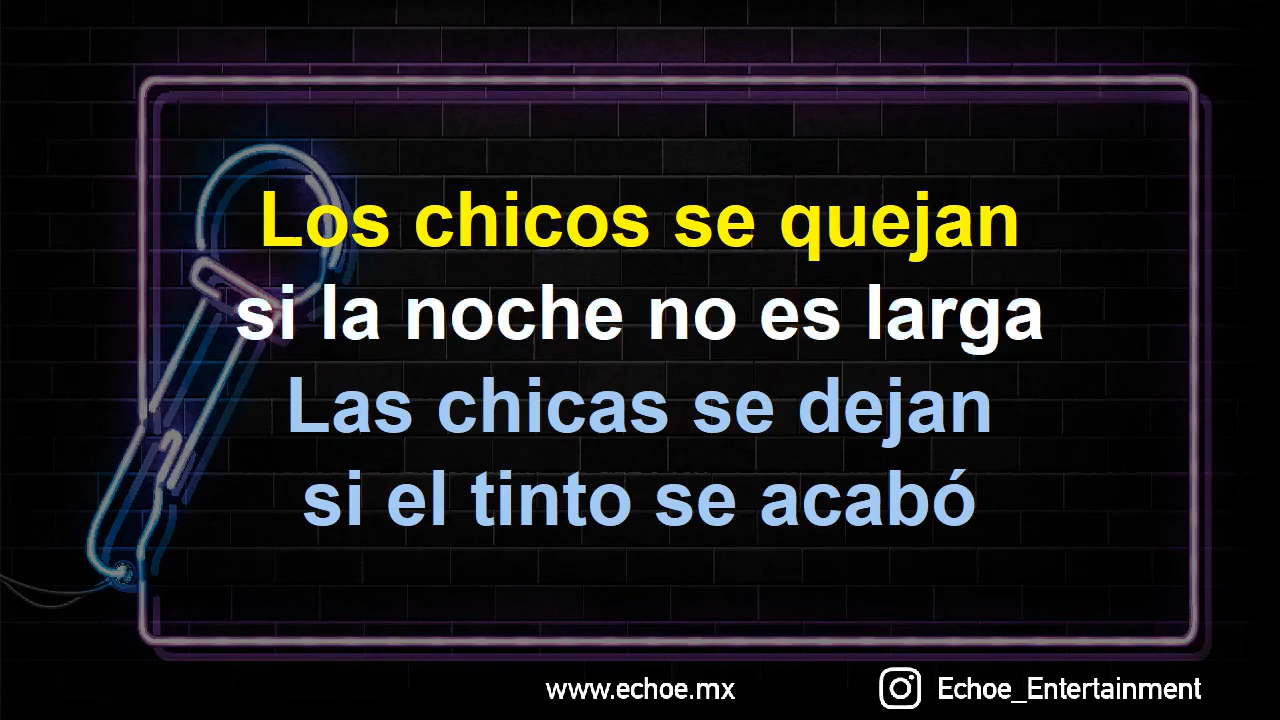 Los chicos se quejan
si la noche no es larga
Las chicas se dejan
si el tinto se acabó
www.echoe.mx
Echoe_Entertainment